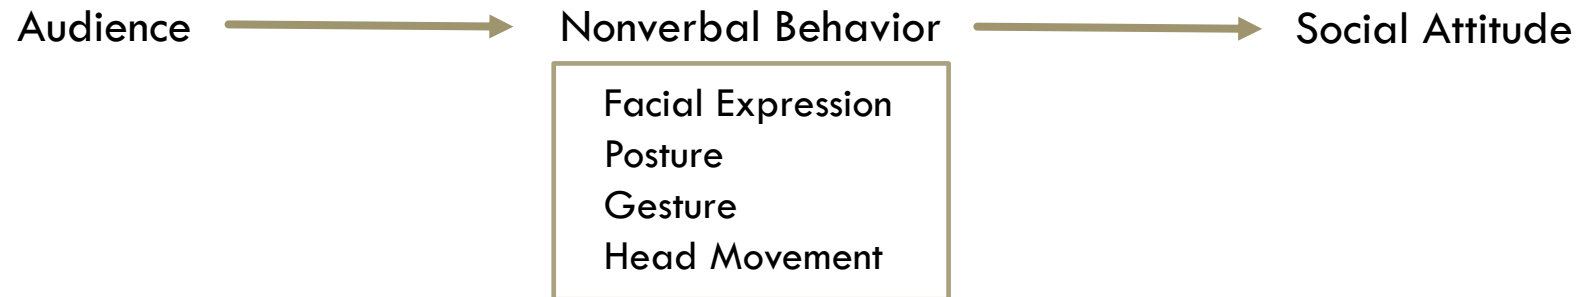 Audience
Nonverbal Behavior
Social Attitude
Facial Expression
Posture
Gesture
Head Movement